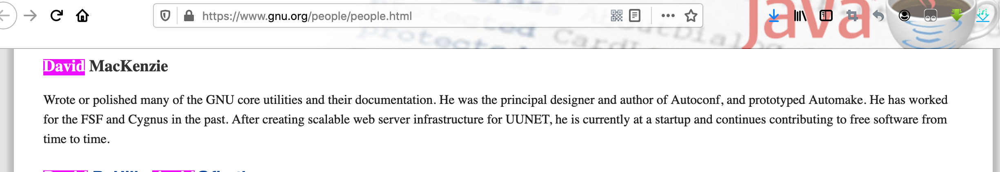 https://www.gnu.org/people/people.html
Java
protected
protected Card
David MacKenzie
Wrote or polished many of the GNU core utilities and their documentation. He was the principal designer and author of Autoconf, and prototyped Automake. He has worked
for the FSF and Cygnus in the past. After creating scalable web server infrastructure for UUNET, he is currently at a startup and continues contributing to free software from
time to time.